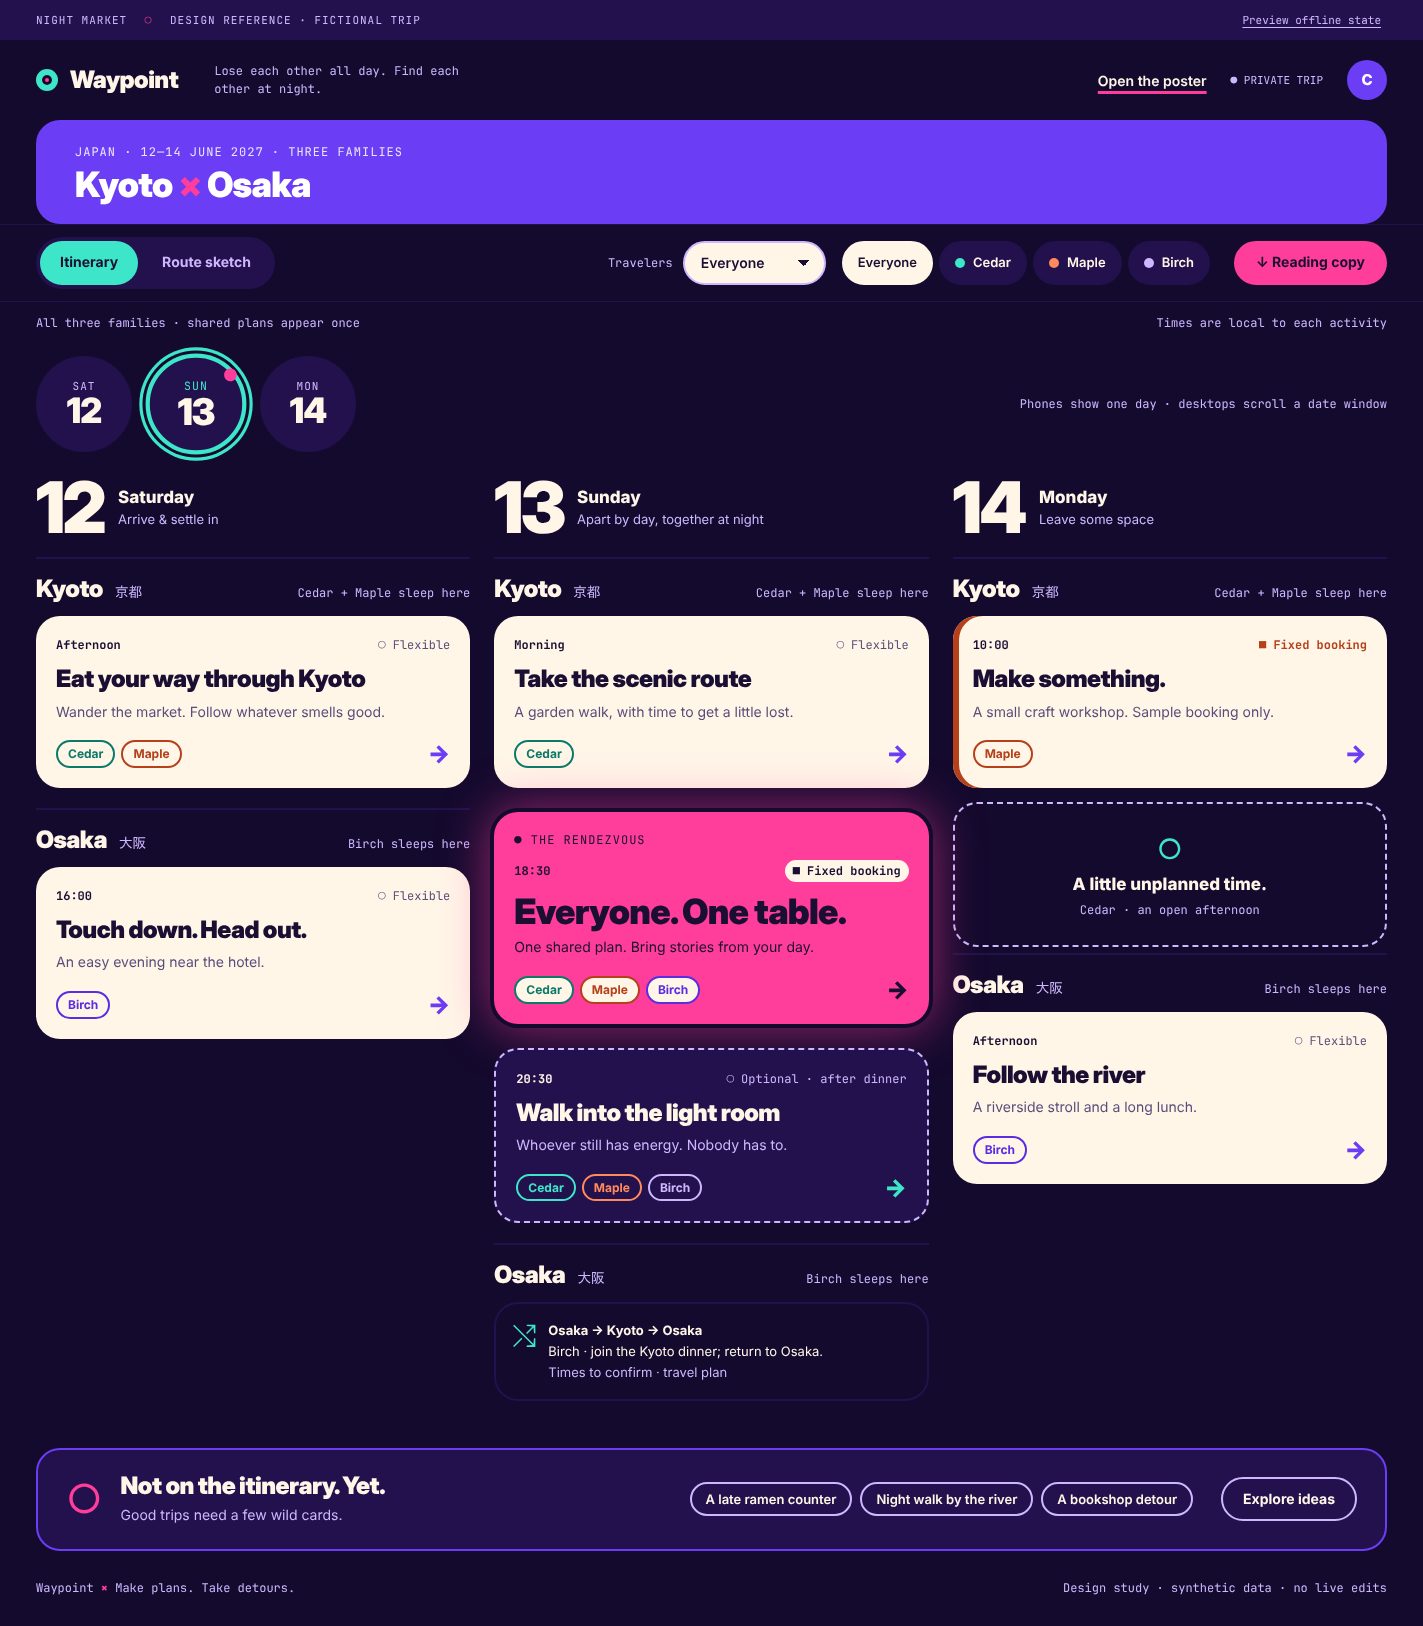 NIGHT MARKET ○ DESIGN REFERENCE · FICTIONAL TRIP
Preview offline state
Waypoint
Lose each other all day. Find each
other at night.
Open the poster
● PRIVATE TRIP
C
JAPAN · 12–14 JUNE 2027 · THREE FAMILIES
Kyoto × Osaka
Itinerary
Route sketch
Travelers
Everyone
Everyone
Cedar
Maple
Birch
↓ Reading copy
All three families · shared plans appear once
Times are local to each activity
SAT
12
SUN
13
MON
14
Phones show one day · desktops scroll a date window
12
Saturday
Arrive & settle in
Kyoto 京都
Cedar + Maple sleep here
Afternoon
○ Flexible
Eat your way through Kyoto
Wander the market. Follow whatever smells good.
Cedar
Maple
→
Osaka 大阪
Birch sleeps here
16:00
○ Flexible
Touch down. Head out.
An easy evening near the hotel.
Birch
→
13
Sunday
Apart by day, together at night
Kyoto 京都
Cedar + Maple sleep here
Morning
○ Flexible
Take the scenic route
A garden walk, with time to get a little lost.
Cedar
→
● THE RENDEZVOUS
18:30
■ Fixed booking
Everyone. One table.
One shared plan. Bring stories from your day.
Cedar
Maple
Birch
→
20:30
○ Optional · after dinner
Walk into the light room
Whoever still has energy. Nobody has to.
Cedar
Maple
Birch
→
Osaka 大阪
Birch sleeps here
Osaka → Kyoto → Osaka
Birch · join the Kyoto dinner; return to Osaka.
Times to confirm · travel plan
14
Monday
Leave some space
Kyoto 京都
Cedar + Maple sleep here
10:00
■ Fixed booking
Make something.
A small craft workshop. Sample booking only.
Maple
→
A little unplanned time.
Cedar · an open afternoon
Osaka 大阪
Birch sleeps here
Afternoon
○ Flexible
Follow the river
A riverside stroll and a long lunch.
Birch
→
Not on the itinerary. Yet.
Good trips need a few wild cards.
A late ramen counter
Night walk by the river
A bookshop detour
Explore ideas
Waypoint × Make plans. Take detours.
Design study · synthetic data · no live edits